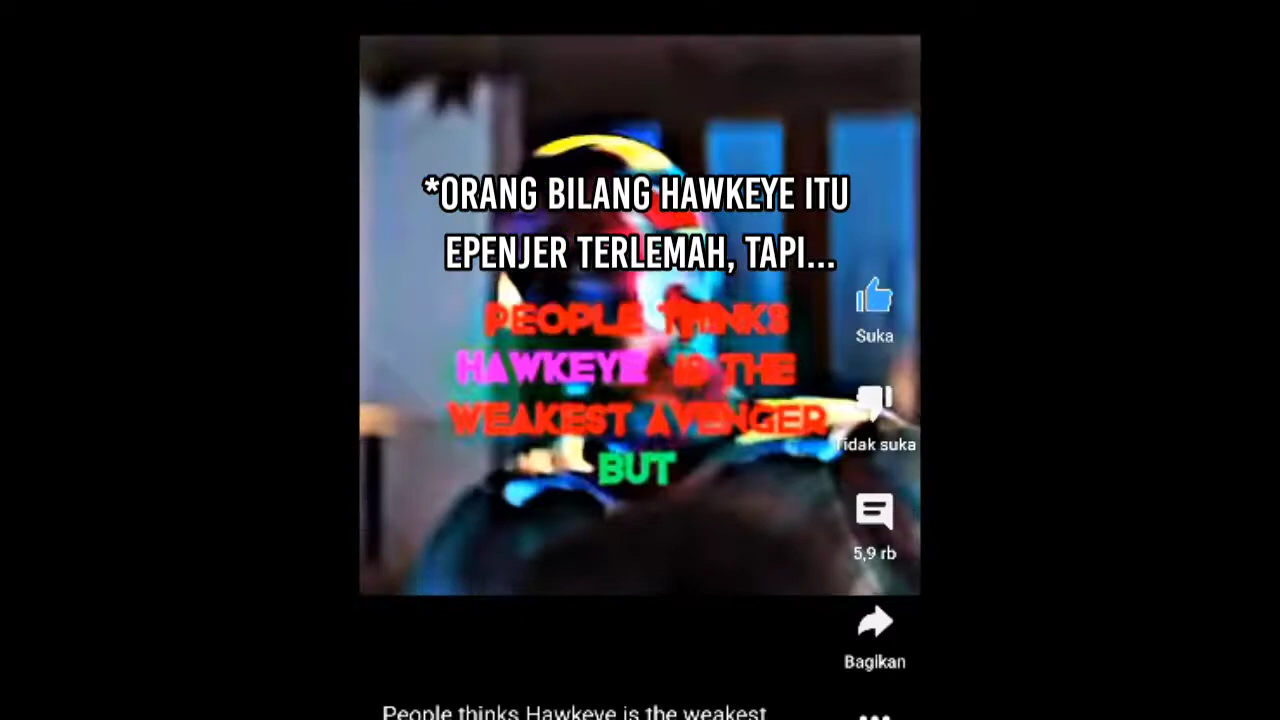 *ORANG BILANG HAWKEYE ITU
EPENJER TERLEMAH, TAPI...
PEOPLE THINKS
HAWKEYE IS THE
WEAKEST AVENGER
BUT
Suka
Tidak suka
5,9 rb
Bagikan
People thinks Hawkeye is the weakest